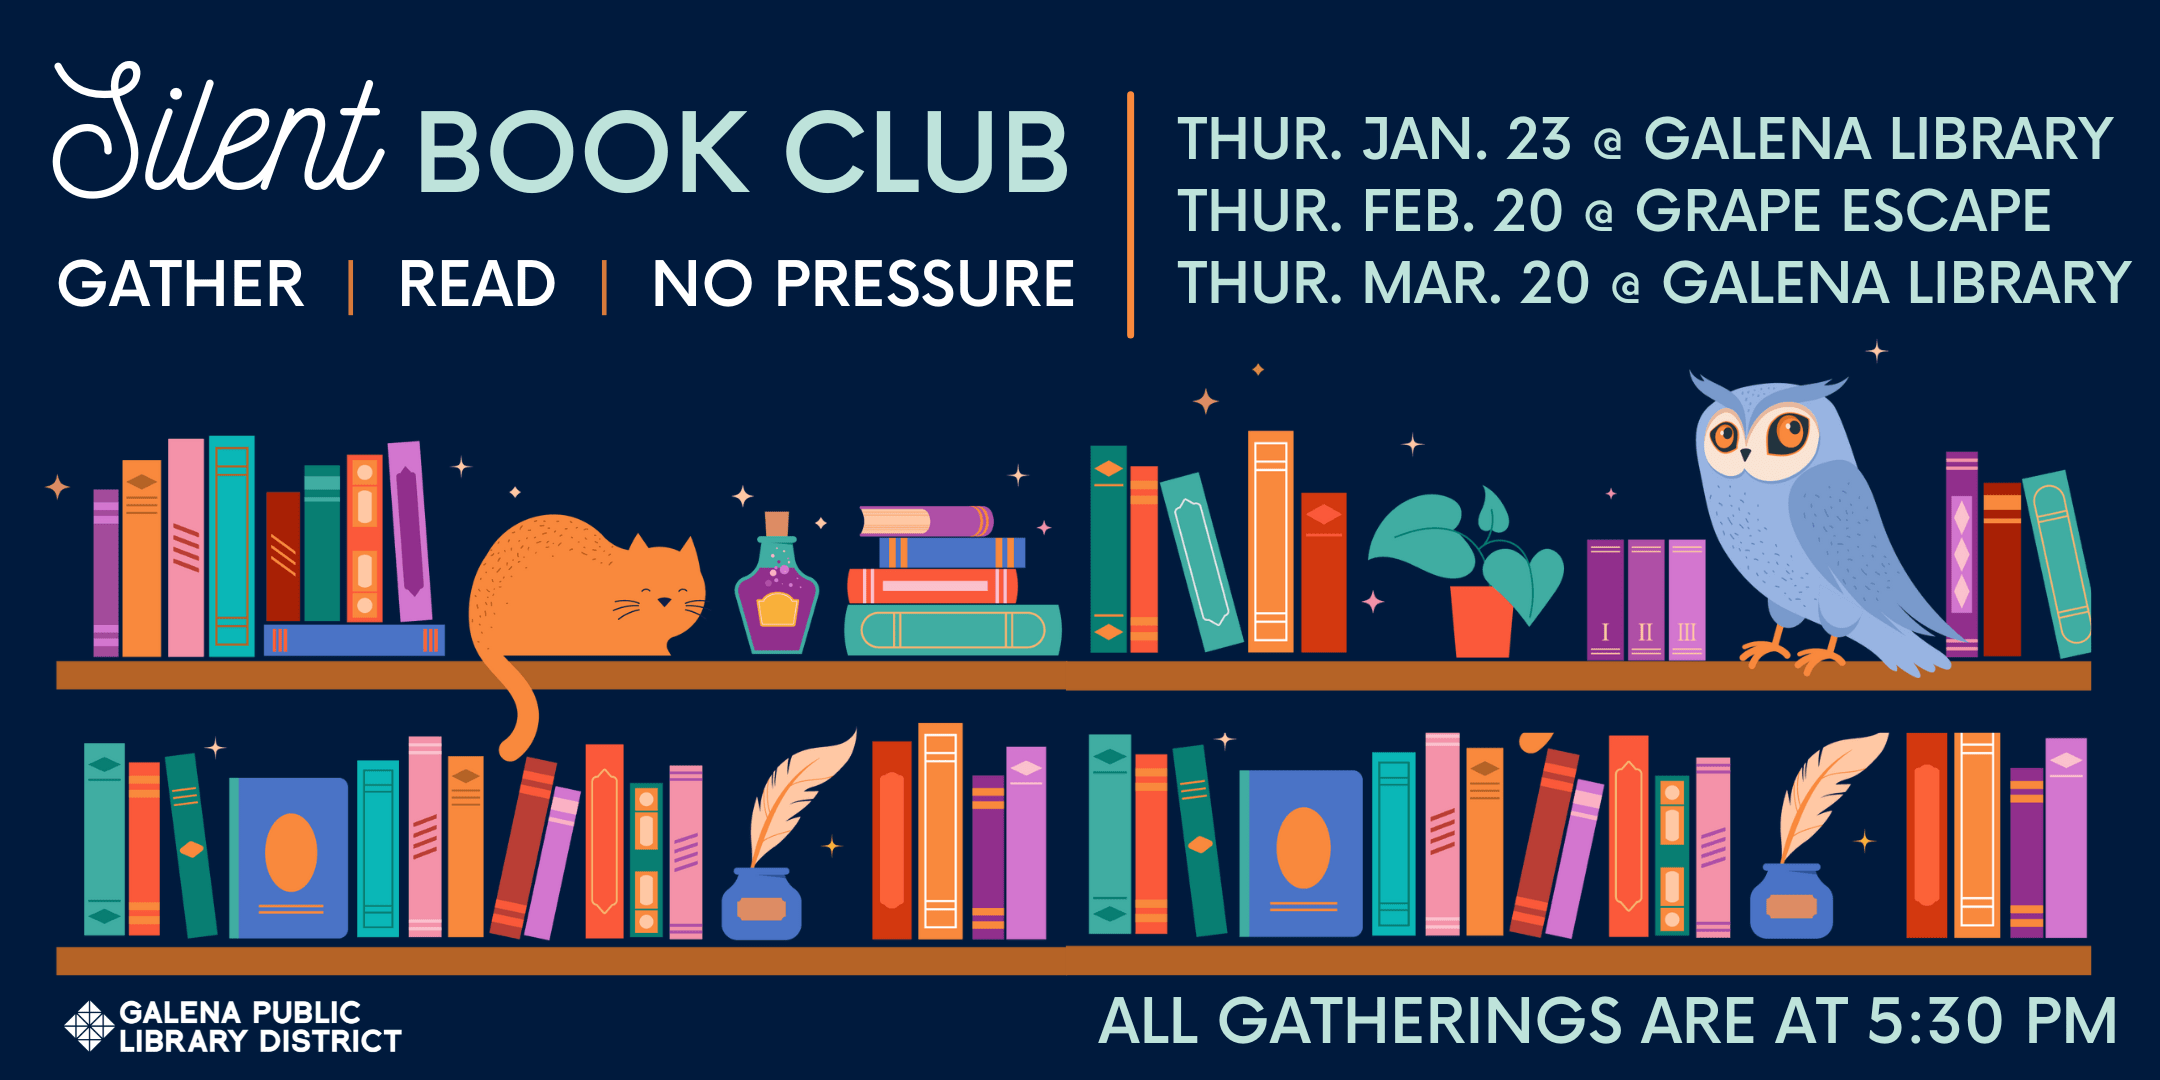 Silent BOOK CLUB
GATHER | READ | NO PRESSURE
THUR. JAN. 23 @ GALENA LIBRARY
THUR. FEB. 20 @ GRAPE ESCAPE
THUR. MAR. 20 @ GALENA LIBRARY
I II III
GALENA PUBLIC
LIBRARY DISTRICT
ALL GATHERINGS ARE AT 5:30 PM